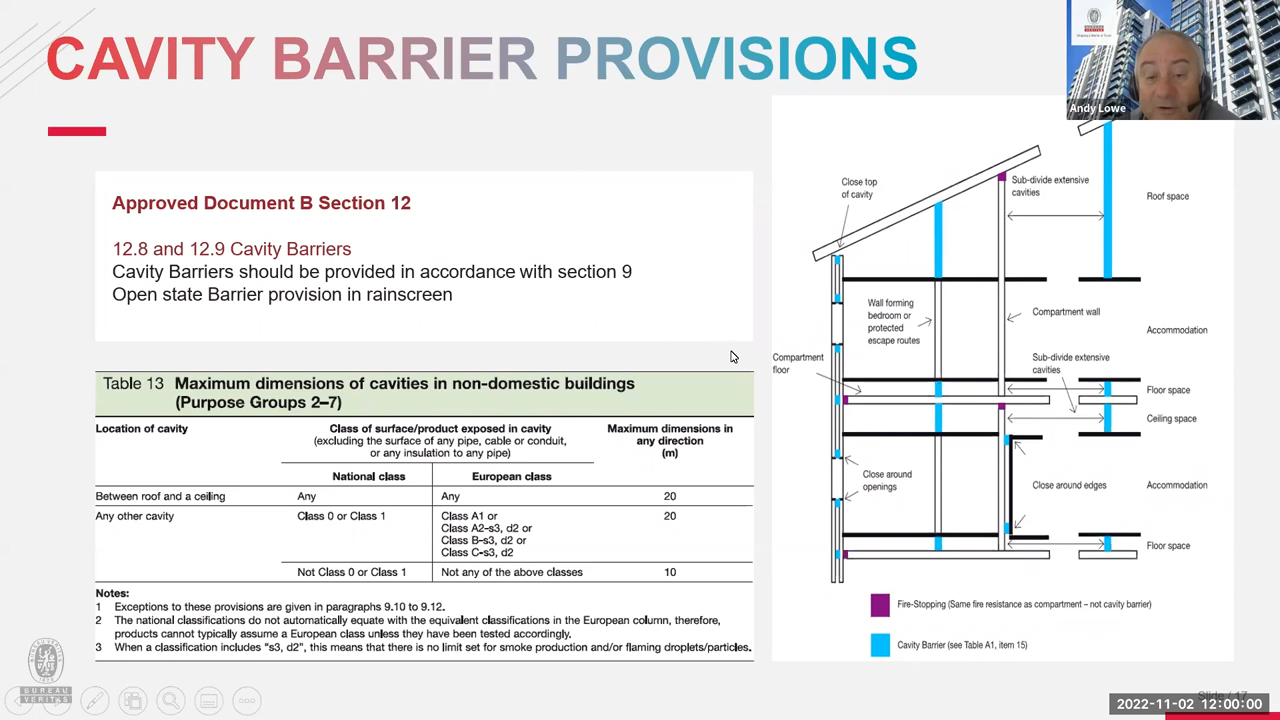 CAVITY BARRIER PROVISIONS
Andy Lowe
Approved Document B Section 12
12.8 and 12.9 Cavity Barriers
Cavity Barriers should be provided in accordance with section 9
Open state Barrier provision in rainscreen
Table 13 Maximum dimensions of cavities in non-domestic buildings
(Purpose Groups 2–7)
Location of cavity
Class of surface/product exposed in cavity
(excluding the surface of any pipe, cable or conduit,
or any insulation to any pipe)
Maximum dimensions in
any direction
(m)
National class
European class
Between roof and a ceiling
Any
Any
20
Any other cavity
Class 0 or Class 1
Class A1 or
Class A2-s3, d2 or
Class B-s3, d2 or
Class C-s3, d2
20
Not Class 0 or Class 1
Not any of the above classes
10
Notes:
1 Exceptions to these provisions are given in paragraphs 9.10 to 9.12.
2 The national classifications do not automatically equate with the equivalent classifications in the European column, therefore,
products cannot typically assume a European class unless they have been tested accordingly.
3 When a classification includes "s3, d2", this means that there is no limit set for smoke production and/or flaming droplets/particles.
Close top
of cavity
Sub-divide extensive
cavities
Roof space
Wall forming
bedroom or
protected
escape routes
Compartment wall
Accommodation
Compartment
floor
Sub-divide extensive
cavities
Floor space
Ceiling space
Close around
openings
Close around edges
Accommodation
Floor space
Fire-Stopping (Same fire resistance as compartment – not cavity barrier)
Cavity Barrier (see Table A1, item 15)
BUREAU
VERITAS
Slide / 17
2022-11-02 12:00:00